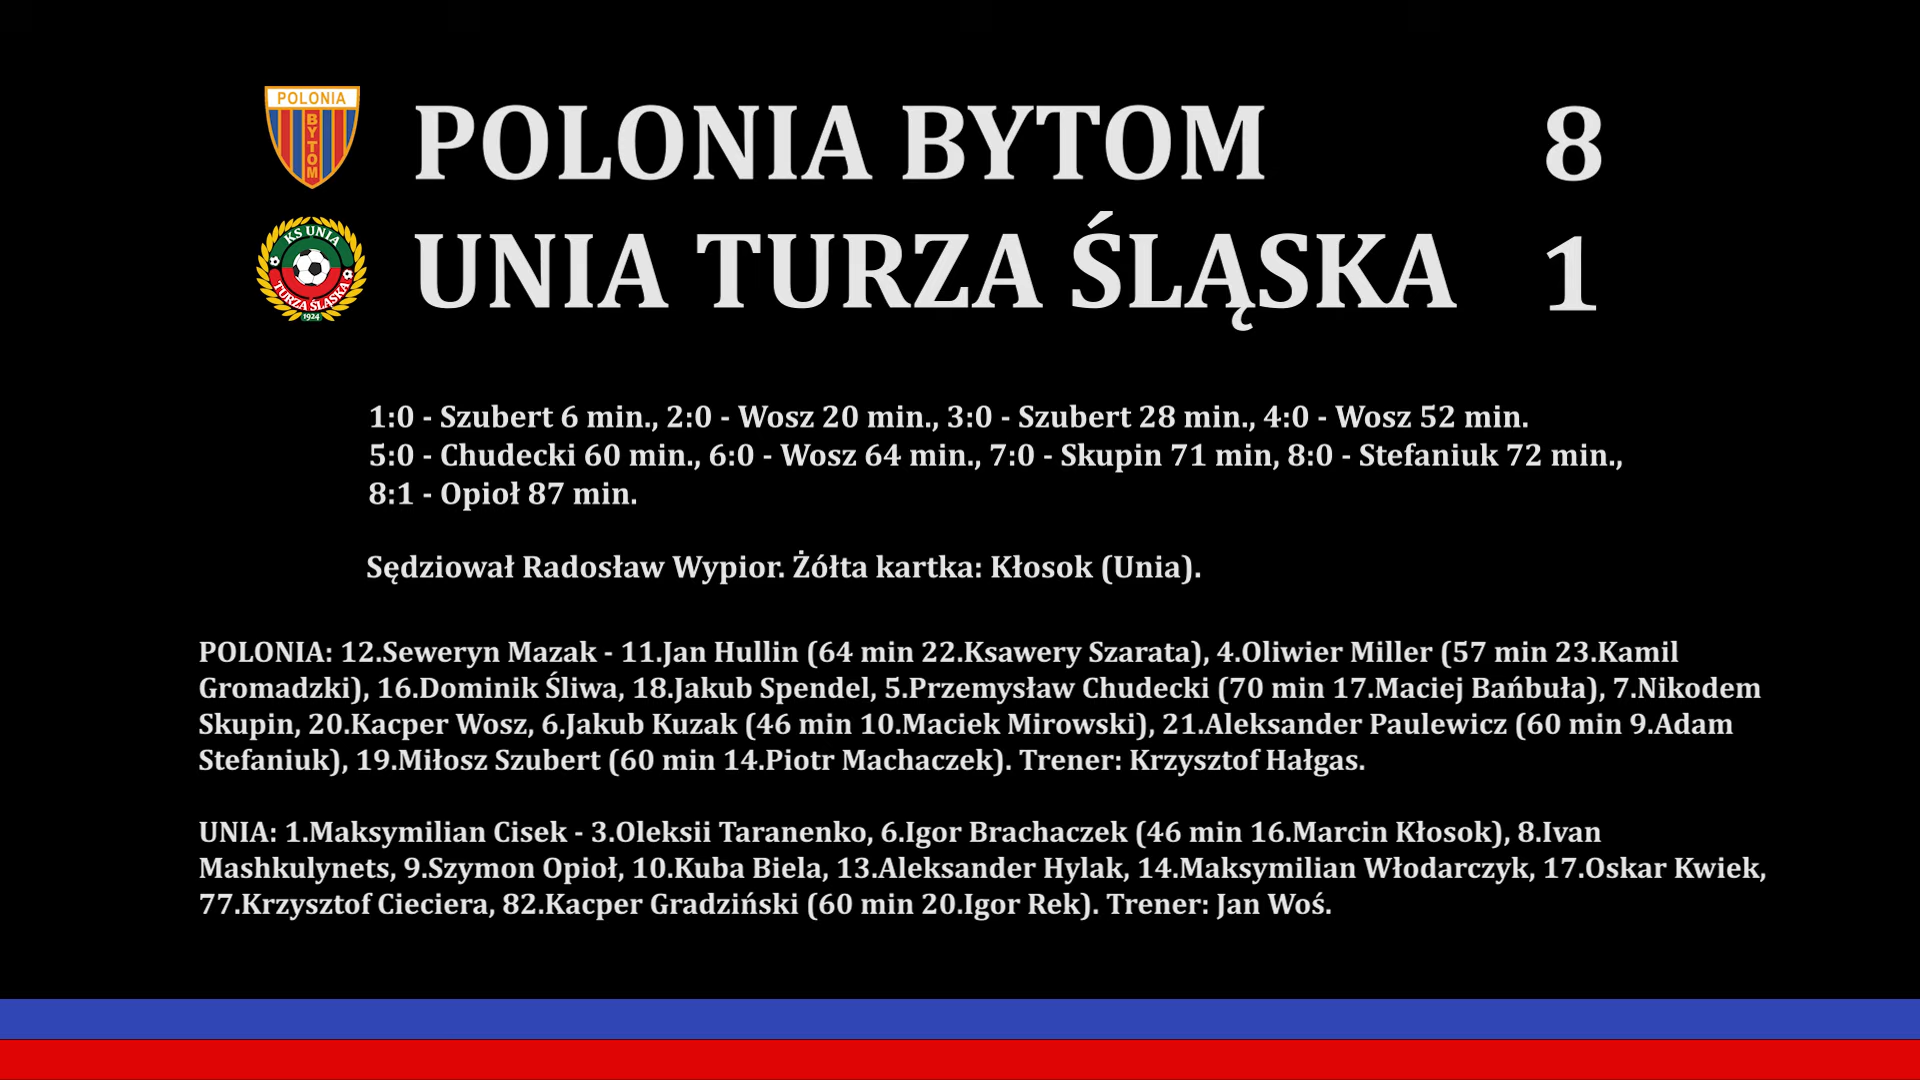 POLONIA
BYTOM
POLONIA BYTOM 8
KS UNIA
TURZA ŚLĄSKA
1924
UNIA TURZA ŚLĄSKA 1
1:0 - Szubert 6 min., 2:0 - Wosz 20 min., 3:0 - Szubert 28 min., 4:0 - Wosz 52 min.
5:0 - Chudecki 60 min., 6:0 - Wosz 64 min., 7:0 - Skupin 71 min, 8:0 - Stefaniuk 72 min.,
8:1 - Opioł 87 min.
Sędziował Radosław Wypior. Żółta kartka: Kłosok (Unia).
POLONIA: 12.Seweryn Mazak - 11.Jan Hullin (64 min 22.Ksawery Szarata), 4.Oliwier Miller (57 min 23.Kamil
Gromadzki), 16.Dominik Śliwa, 18.Jakub Spendel, 5.Przemysław Chudecki (70 min 17.Maciej Bańbuła), 7.Nikodem
Skupin, 20.Kacper Wosz, 6.Jakub Kuzak (46 min 10.Maciek Mirowski), 21.Aleksander Paulewicz (60 min 9.Adam
Stefaniuk), 19.Miłosz Szubert (60 min 14.Piotr Machaczek). Trener: Krzysztof Hałgas.
UNIA: 1.Maksymilian Cisek - 3.Oleksii Taranenko, 6.Igor Brachaczek (46 min 16.Marcin Kłosok), 8.Ivan
Mashkulynets, 9.Szymon Opioł, 10.Kuba Biela, 13.Aleksander Hylak, 14.Maksymilian Włodarczyk, 17.Oskar Kwiek,
77.Krzysztof Cieciera, 82.Kacper Gradziński (60 min 20.Igor Rek). Trener: Jan Woś.